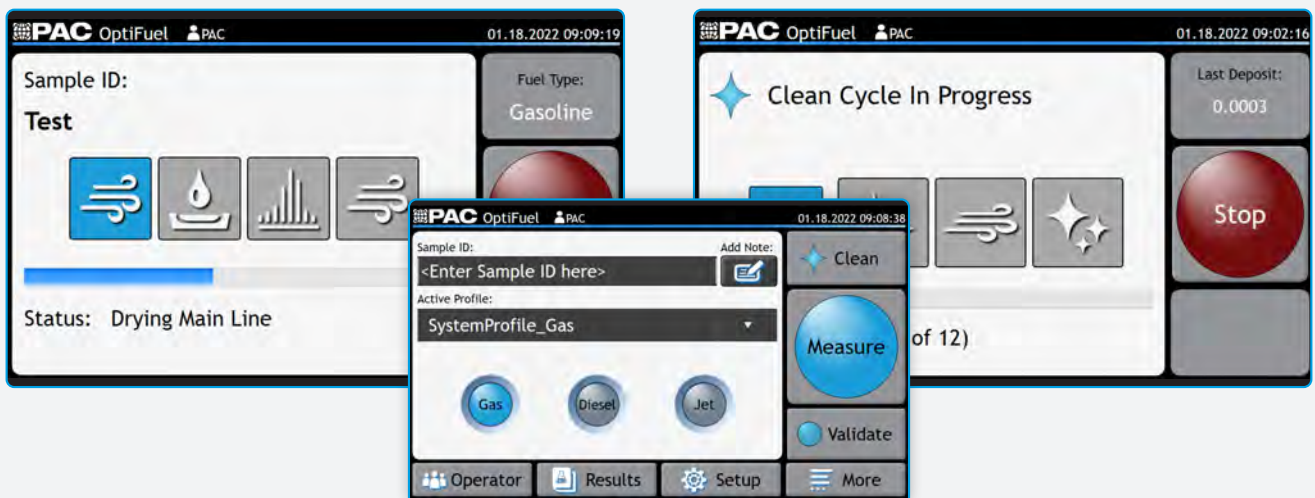 PAC OptiFuel PAC 01.18.2022 09:09:19
Sample ID:
Test
Fuel Type:
Gasoline
Status: Drying Main Line
PAC OptiFuel PAC 01.18.2022 09:02:16
Clean Cycle In Progress
Last Deposit:
0.0003
Stop
of 12)
PAC OptiFuel PAC 01.18.2022 09:08:38
Sample ID:
Add Note:
<Enter Sample ID here>
Active Profile:
SystemProfile_Gas
Gas
Diesel
Jet
Clean
Measure
Validate
Operator
Results
Setup
More